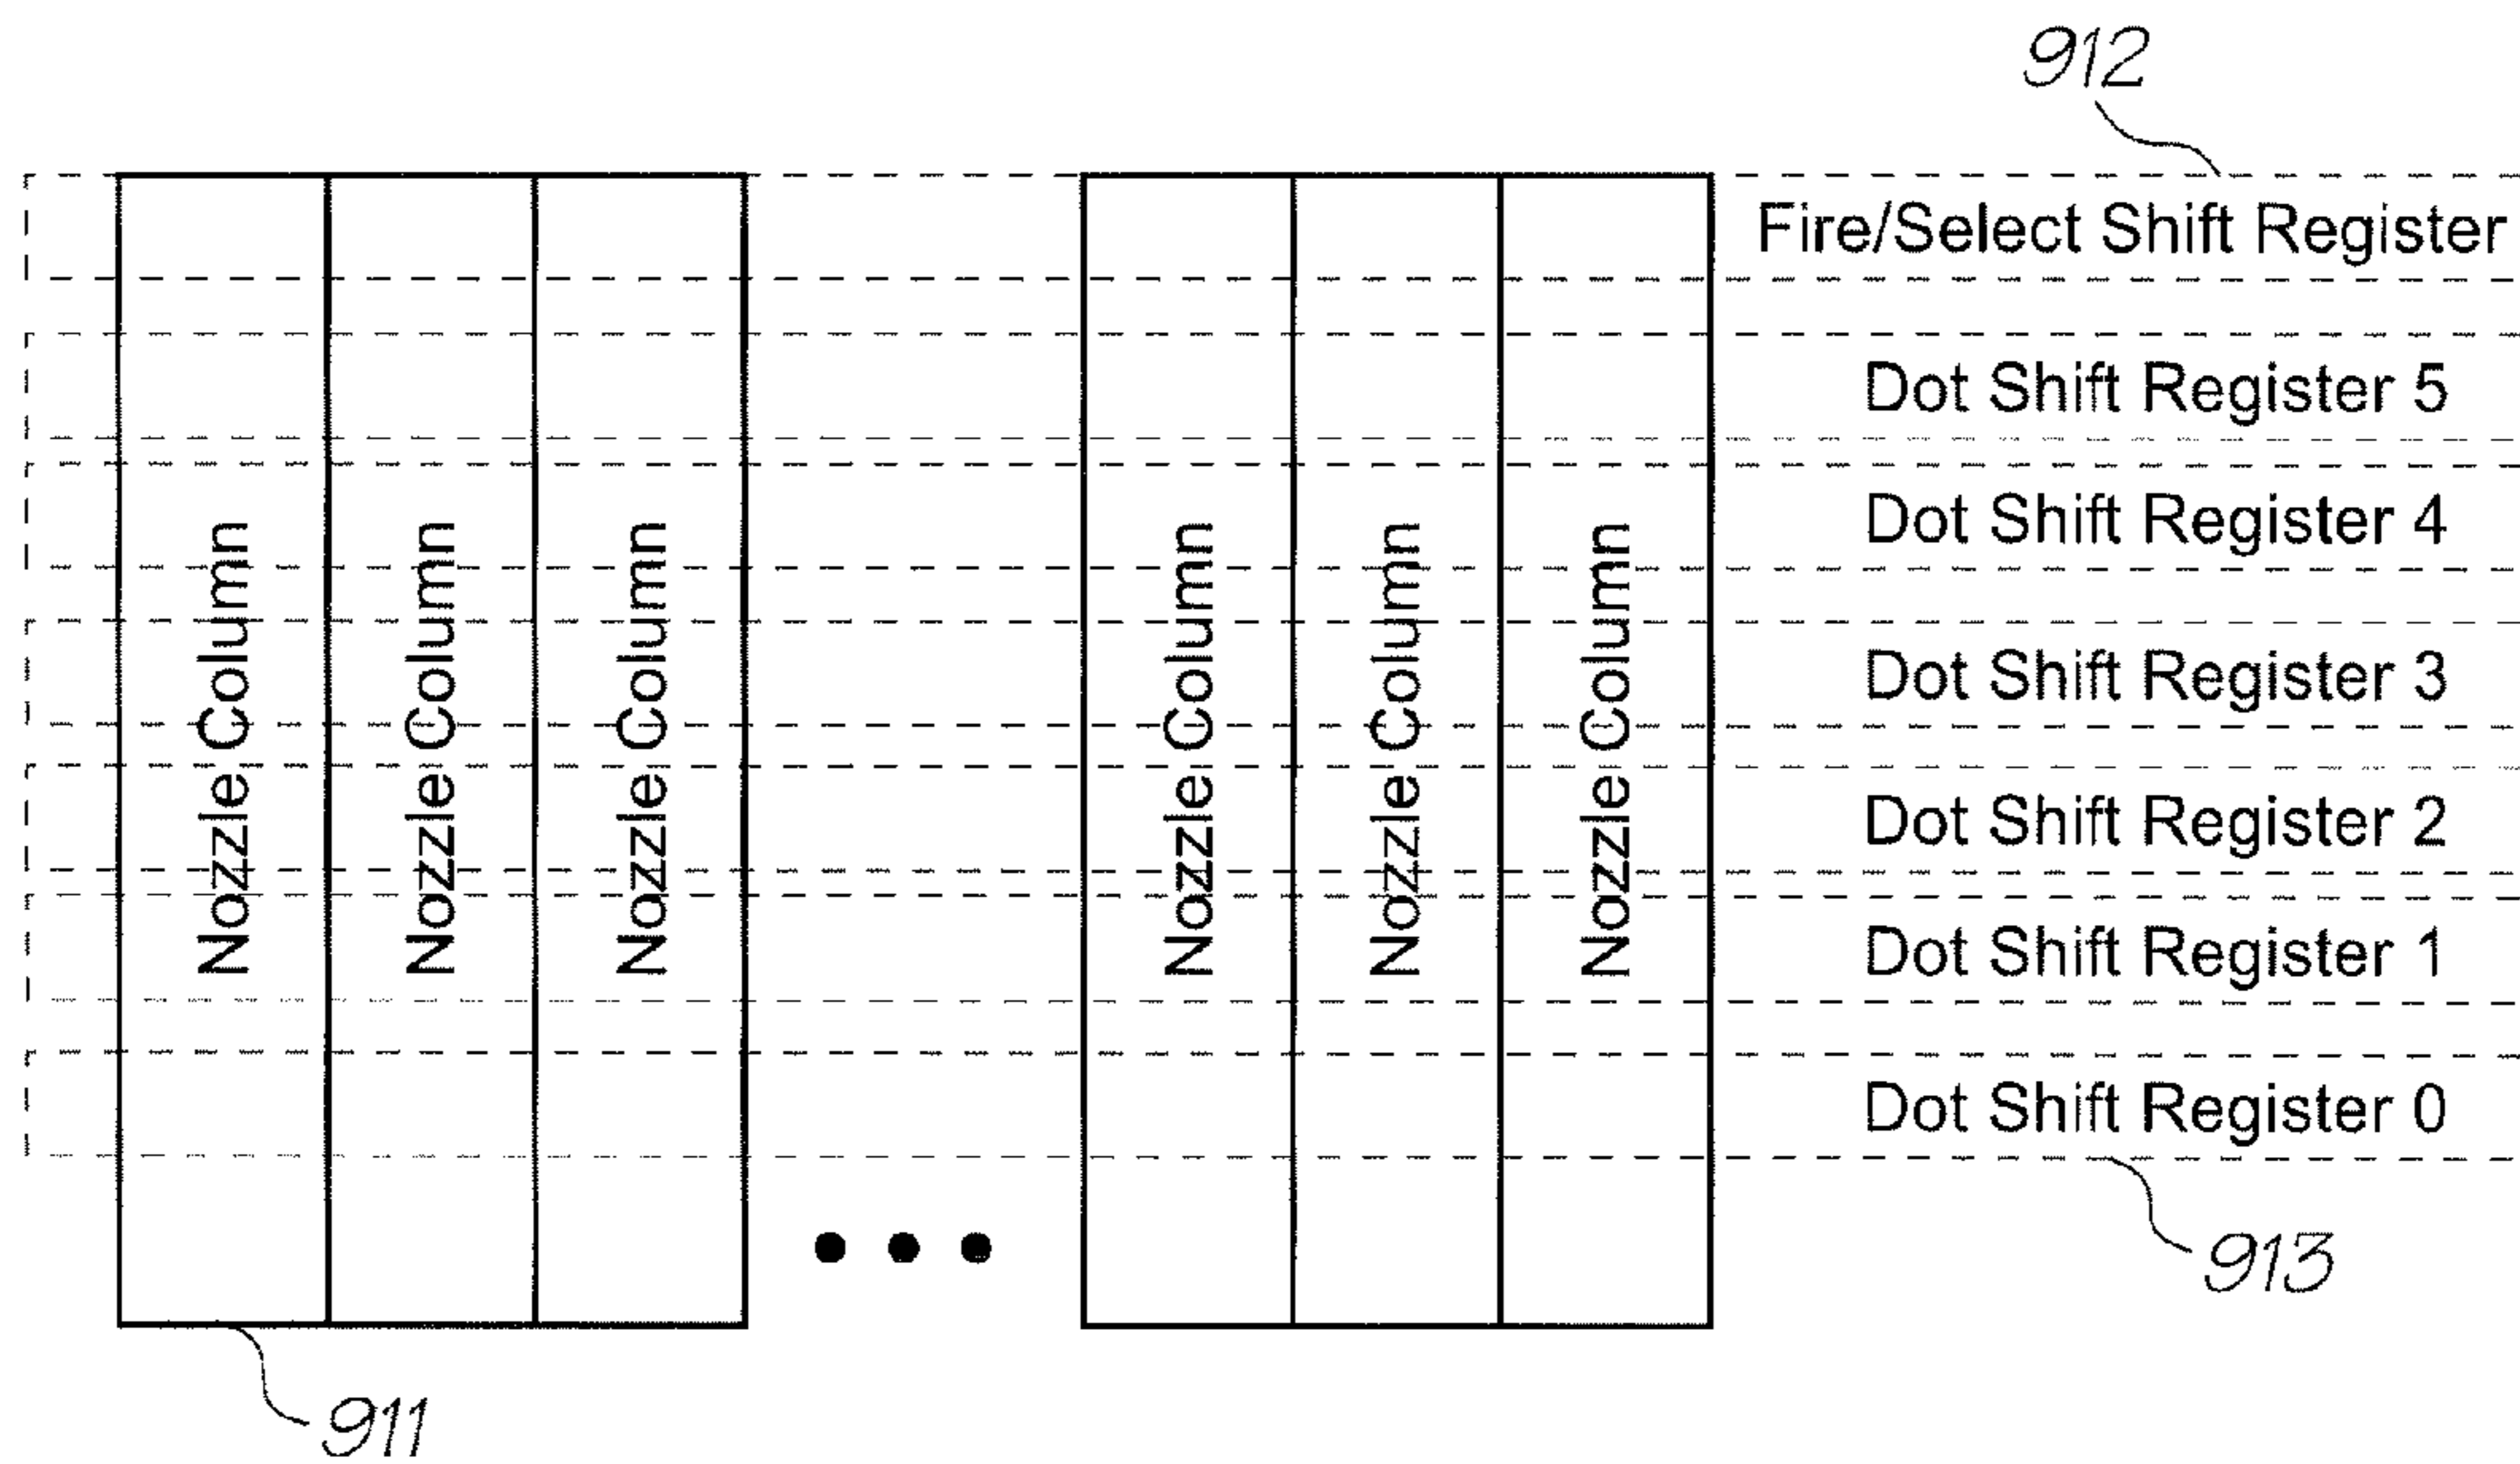 912
Fire/Select Shift Register
Dot Shift Register 5
Dot Shift Register 4
Dot Shift Register 3
Dot Shift Register 2
Dot Shift Register 1
Dot Shift Register 0
Nozzle Column
Nozzle Column
Nozzle Column
Nozzle Column
Nozzle Column
Nozzle Column
913
911